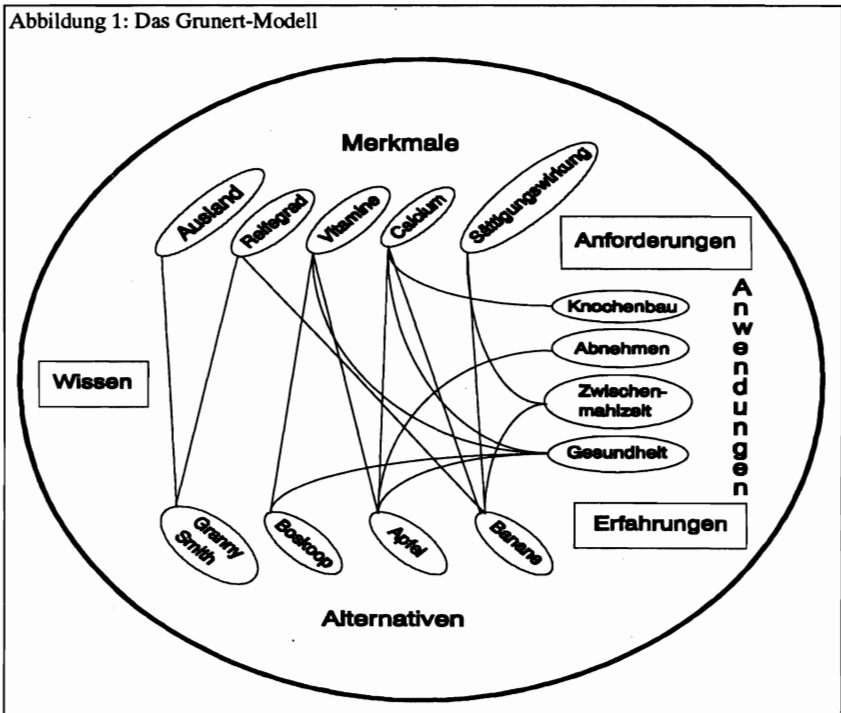 Abbildung 1: Das Grunert-Modell
Merkmale
Ausland
Reifegrad
Vitamine
Calcium
Sättigungswirkung
Anforderungen
Knochenbau
Abnehmen
Zwischen-
mahlzeit
Gesundheit
Anwendungen
Wissen
Granny
Smith
Boskoop
Apfel
Banane
Erfahrungen
Alternativen